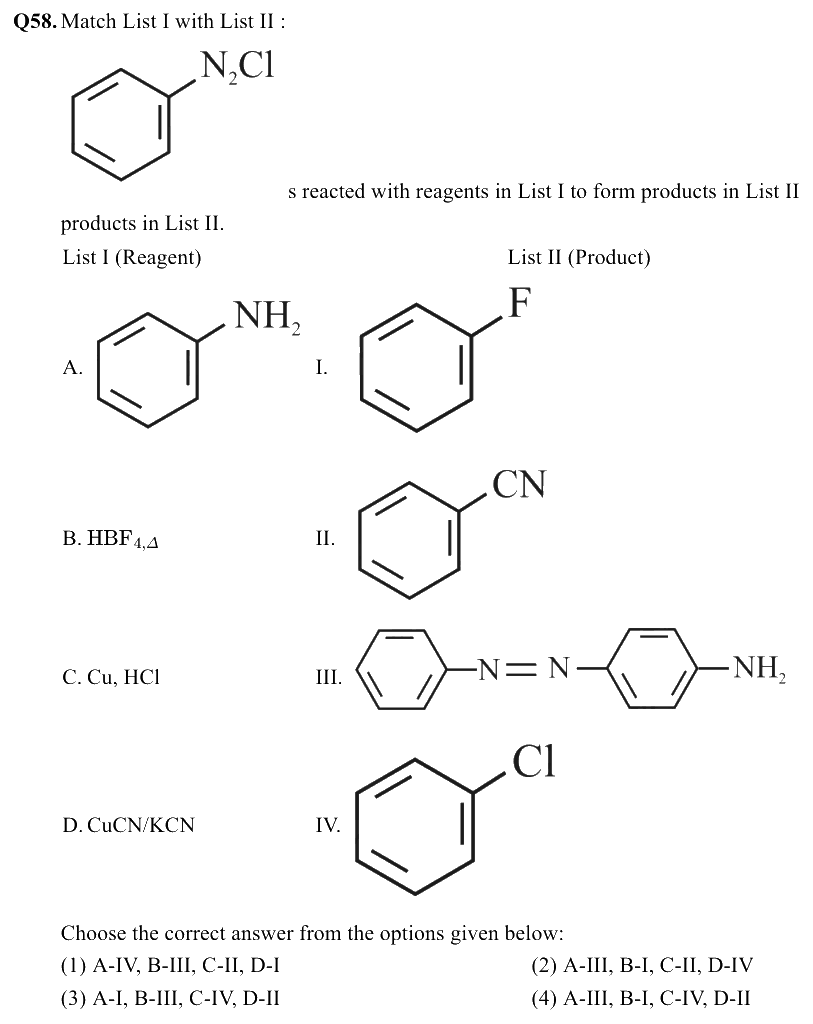 Q58. Match List I with List II :
N₂Cl
s reacted with reagents in List I to form products in List II
products in List II.
List I (Reagent) List II (Product)
A. NH₂ I. F
B. HBF₄,Δ II. CN
C. Cu, HCl III. N=N NH₂
D. CuCN/KCN IV. Cl
Choose the correct answer from the options given below:
(1) A-IV, B-III, C-II, D-I (2) A-III, B-I, C-II, D-IV
(3) A-I, B-III, C-IV, D-II (4) A-III, B-I, C-IV, D-II